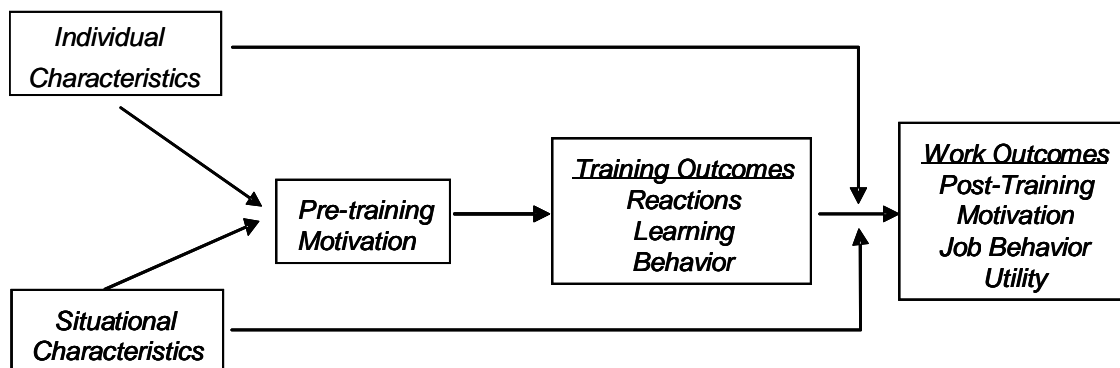 Individual
Characteristics
Pre-training
Motivation
Training Outcomes
Reactions
Learning
Behavior
Work Outcomes
Post-Training
Motivation
Job Behavior
Utility
Situational
Characteristics